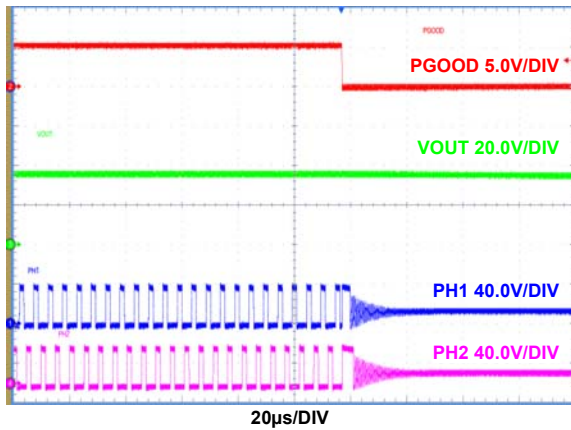 PGOOD
PGOOD 5.0V/DIV
2
VOUT
VOUT 20.0V/DIV
PH1
PH1 40.0V/DIV
PH2
PH2 40.0V/DIV
20µs/DIV